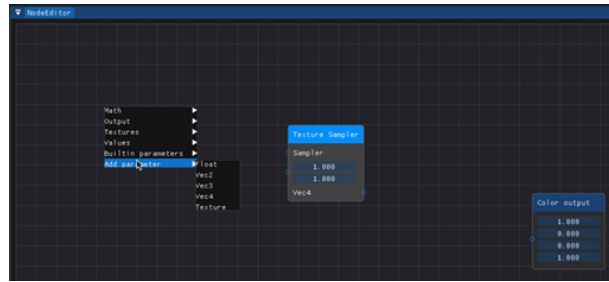 NodeEditor
Math
Output
Textures
Values
Builtin parameters
Add parameter
Float
Vec2
Vec3
Vec4
Texture
Texture Sampler
Sampler
1.000
1.000
Vec4
Color output
1.000
0.000
0.000
1.000